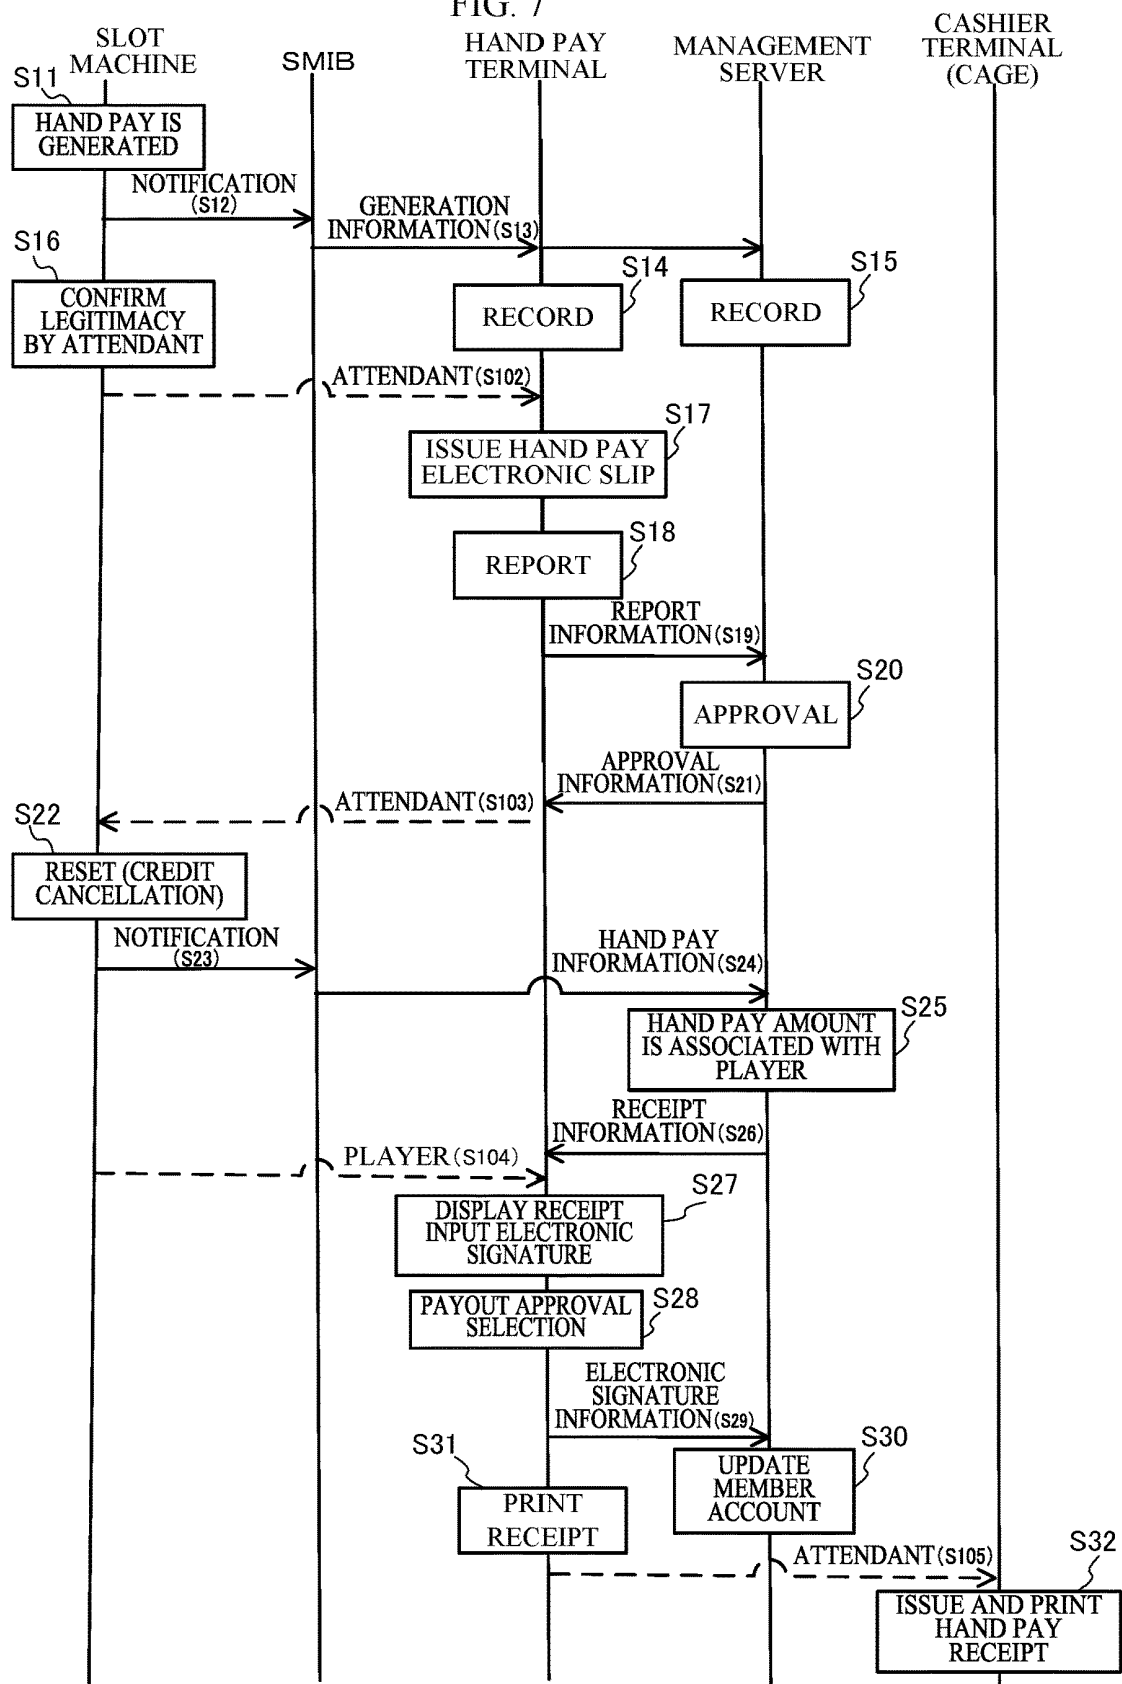 FIG. 7
SLOT
MACHINE
SMIB
HAND PAY
TERMINAL
MANAGEMENT
SERVER
CASHIER
TERMINAL
(CAGE)
S11
HAND PAY IS
GENERATED
NOTIFICATION
(S12)
GENERATION
INFORMATION(S13)
S16
CONFIRM
LEGITIMACY
BY ATTENDANT
S14
RECORD
S15
RECORD
ATTENDANT(S102)
S17
ISSUE HAND PAY
ELECTRONIC SLIP
S18
REPORT
REPORT
INFORMATION(S19)
S20
APPROVAL
APPROVAL
INFORMATION(S21)
ATTENDANT(S103)
S22
RESET (CREDIT
CANCELLATION)
NOTIFICATION
(S23)
HAND PAY
INFORMATION(S24)
S25
HAND PAY AMOUNT
IS ASSOCIATED WITH
PLAYER
RECEIPT
INFORMATION(S26)
PLAYER(S104)
S27
DISPLAY RECEIPT
INPUT ELECTRONIC
SIGNATURE
S28
PAYOUT APPROVAL
SELECTION
ELECTRONIC
SIGNATURE
INFORMATION(S29)
S30
UPDATE
MEMBER
ACCOUNT
S31
PRINT
RECEIPT
ATTENDANT(S105)
S32
ISSUE AND PRINT
HAND PAY
RECEIPT